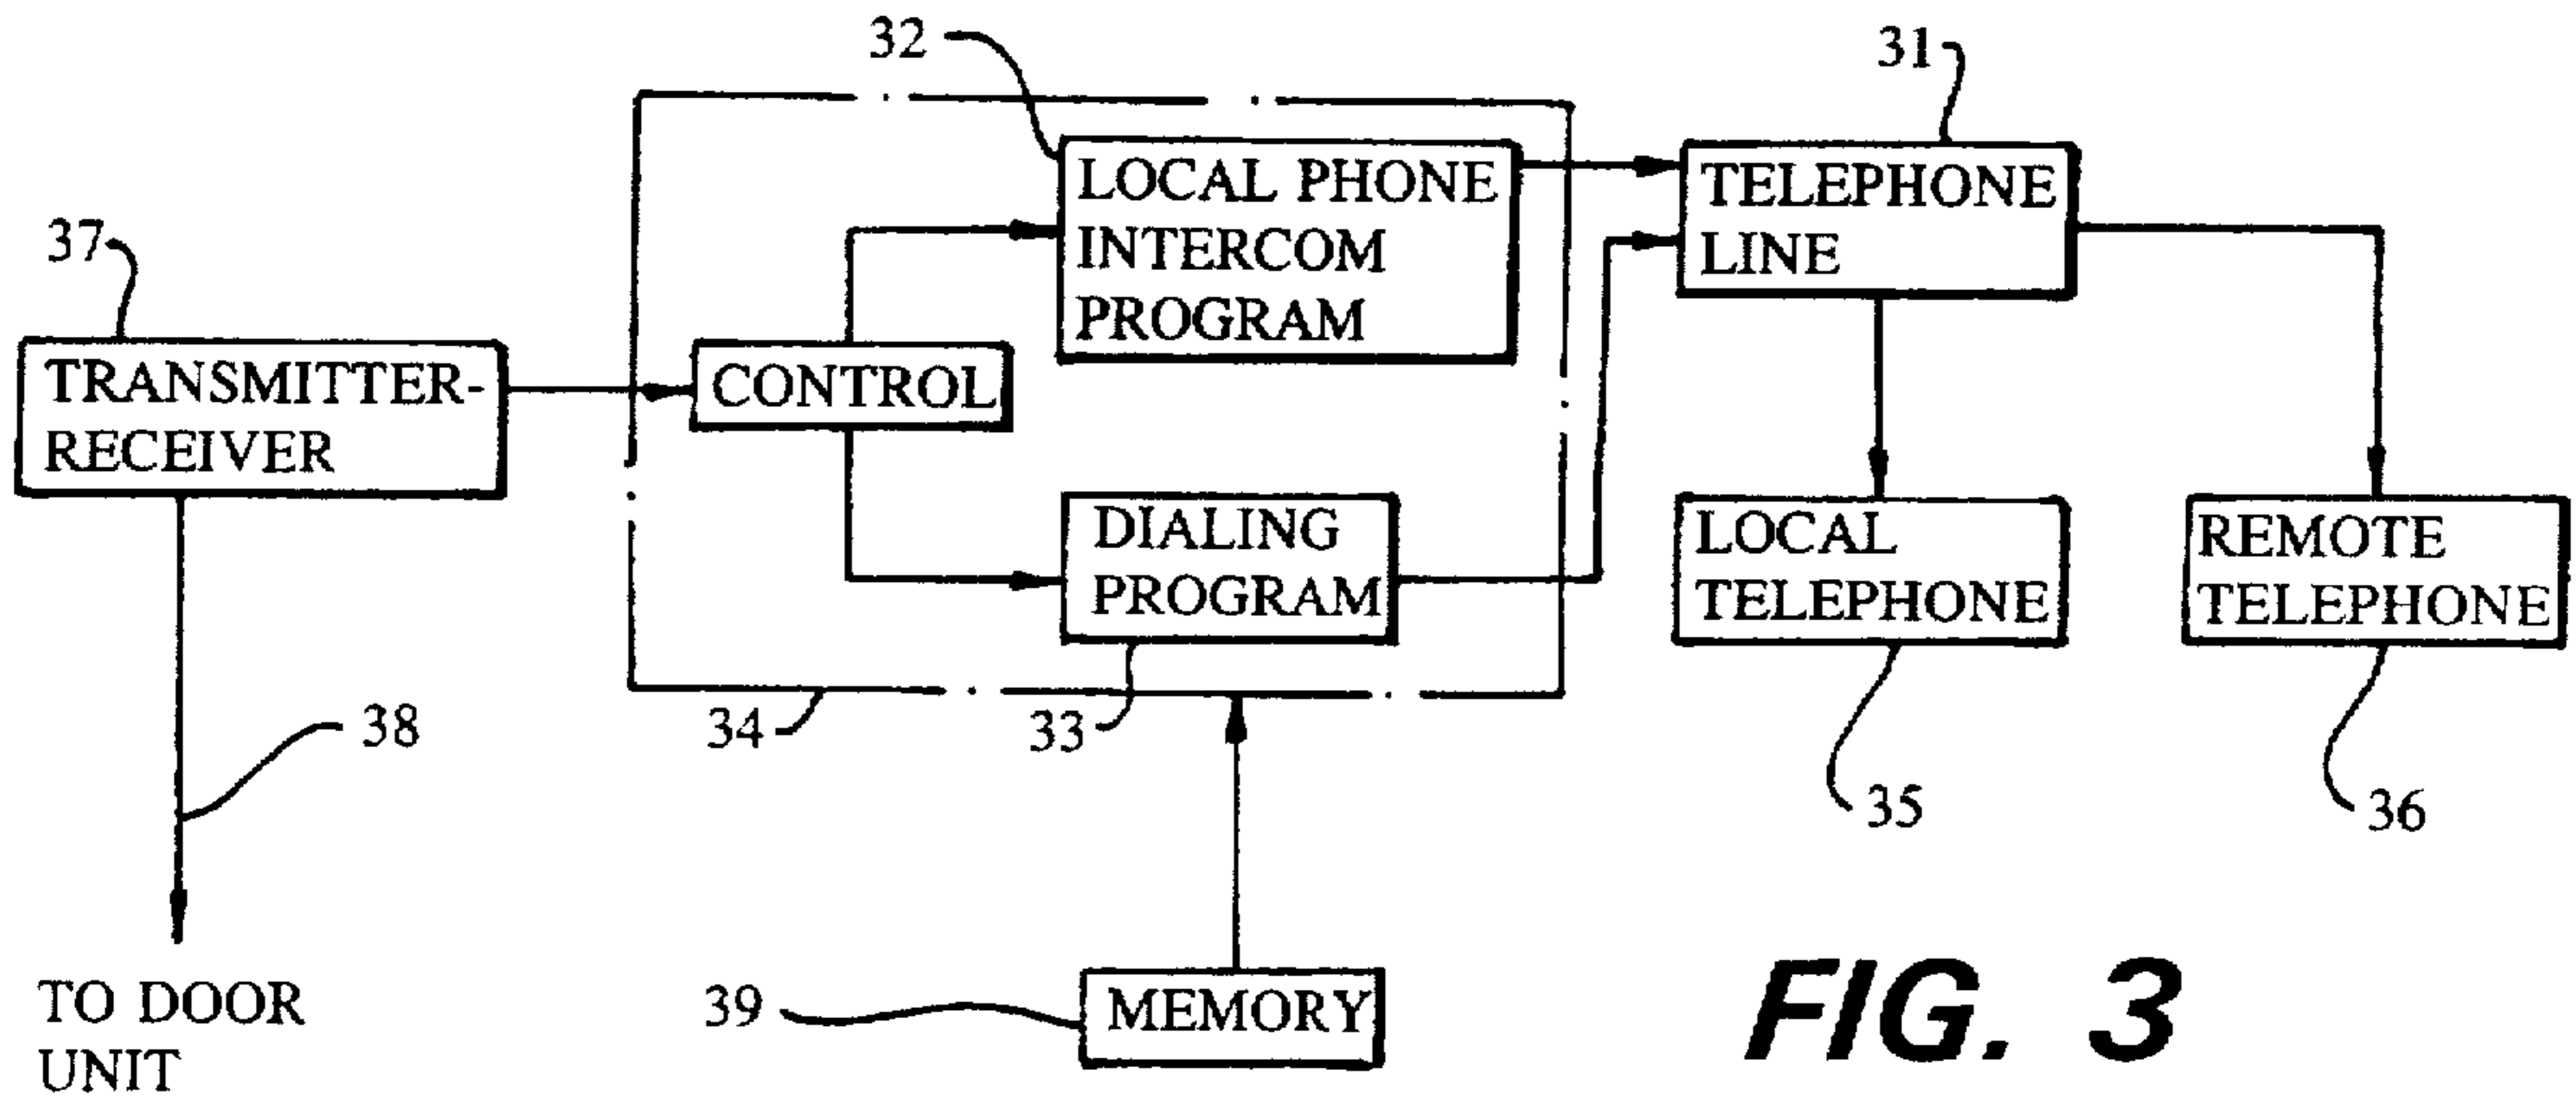 32
31
37
LOCAL PHONE
INTERCOM
PROGRAM
TELEPHONE
LINE
TRANSMITTER-
RECEIVER
CONTROL
DIALING
PROGRAM
LOCAL
TELEPHONE
REMOTE
TELEPHONE
38
34
33
35
36
39
MEMORY
TO DOOR
UNIT
FIG. 3